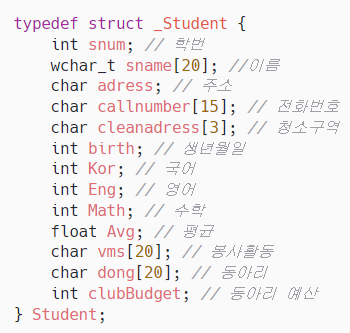 typedef struct _Student {
    int snum; // 학번
    wchar_t sname[20]; //이름
    char adress; // 주소
    char callnumber[15]; // 전화번호
    char cleanadress[3]; // 청소구역
    int birth; // 생년월일
    int Kor; // 국어
    int Eng; // 영어
    int Math; // 수학
    float Avg; // 평균
    char vms[20]; // 봉사활동
    char dong[20]; // 동아리
    int clubBudget; // 동아리 예산
} Student;